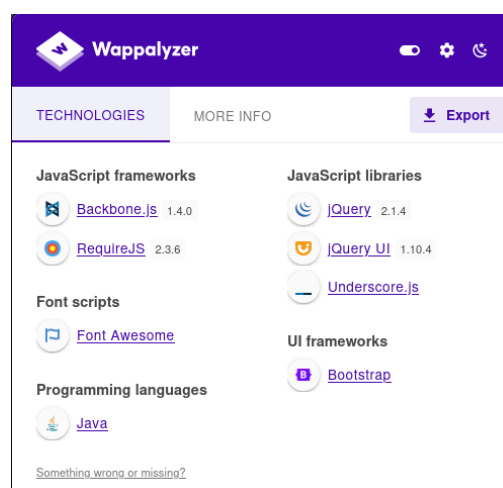 Wappalyzer
TECHNOLOGIES
MORE INFO
Export
JavaScript frameworks
Backbone.js 1.4.0
RequireJS 2.3.6
Font scripts
Font Awesome
Programming languages
Java
Something wrong or missing?
JavaScript libraries
jQuery 2.1.4
jQuery UI 1.10.4
Underscore.js
UI frameworks
Bootstrap